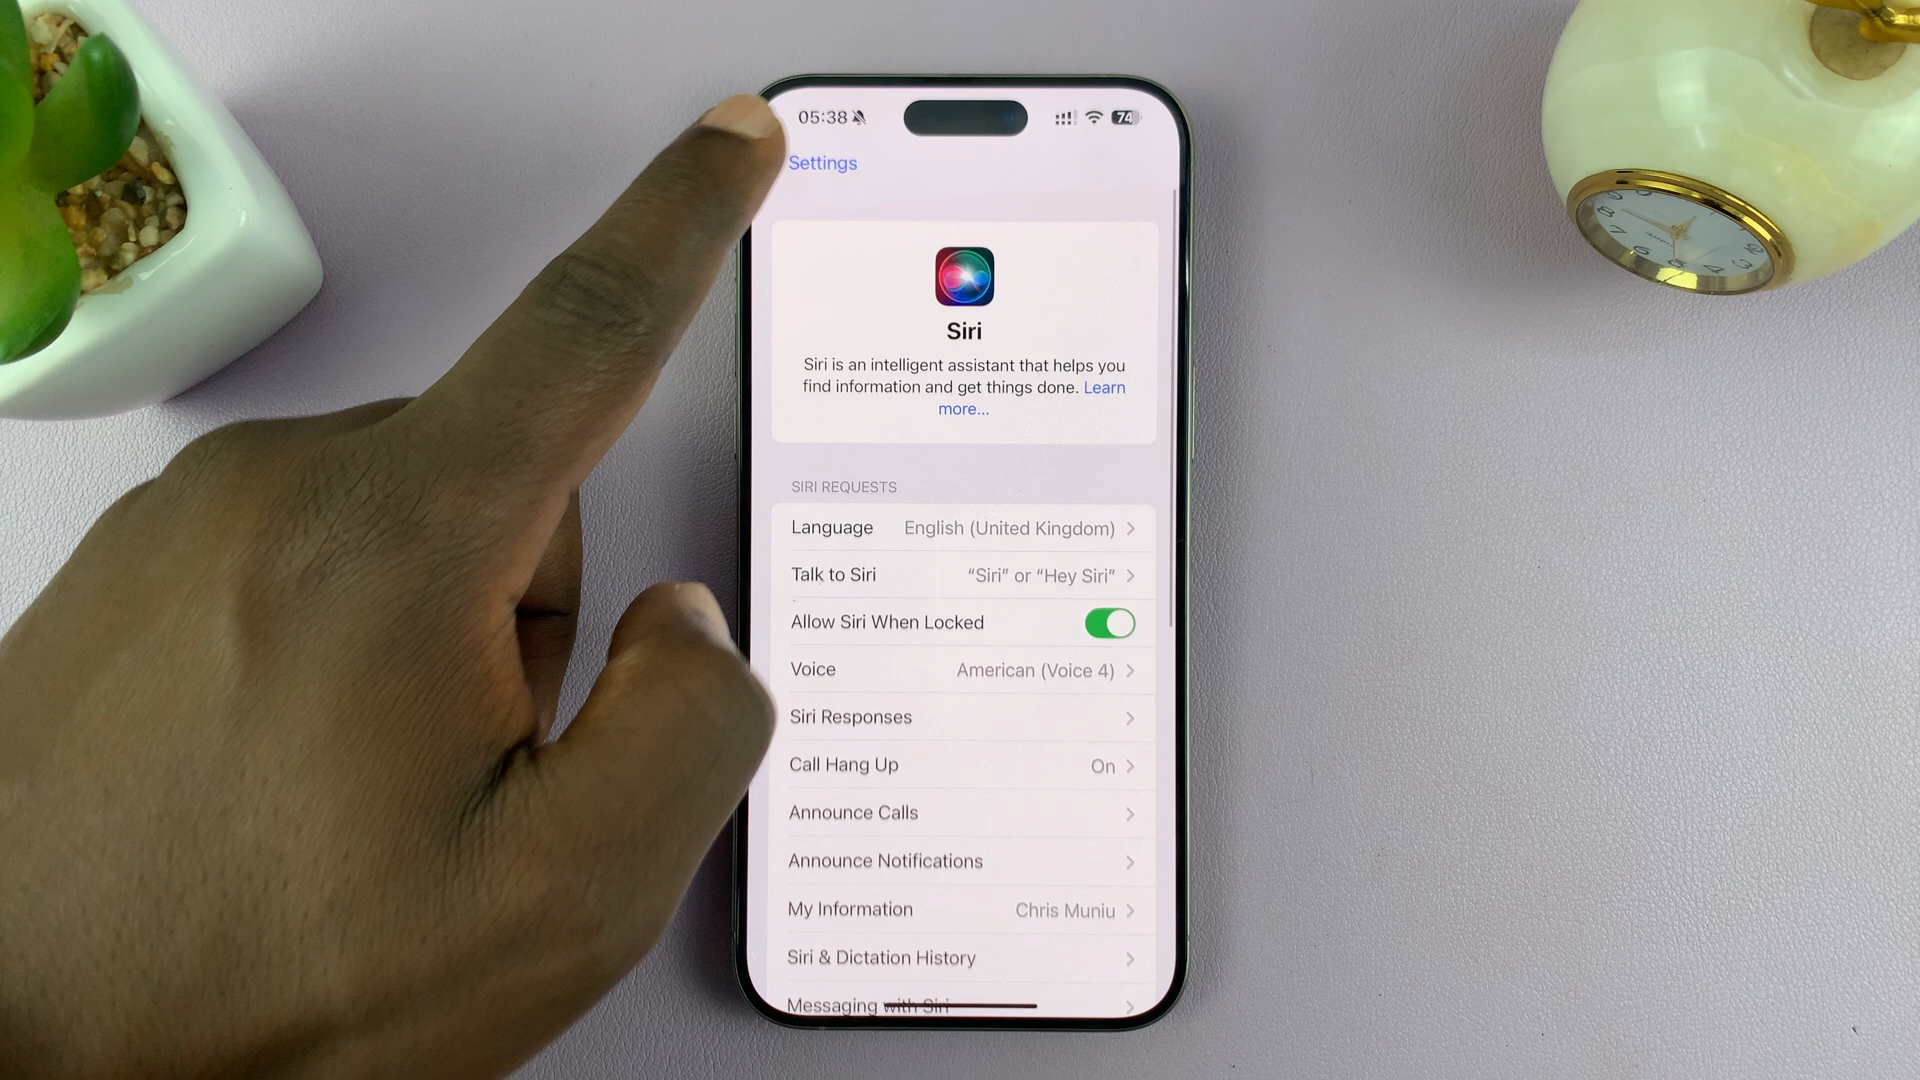 05:38
74
Settings
Siri
Siri is an intelligent assistant that helps you
find information and get things done. Learn
more...
SIRI REQUESTS
Language English (United Kingdom)
Talk to Siri “Siri” or “Hey Siri”
Allow Siri When Locked
Voice American (Voice 4)
Siri Responses
Call Hang Up On
Announce Calls
Announce Notifications
My Information Chris Muniu
Siri & Dictation History
Messaging with Siri